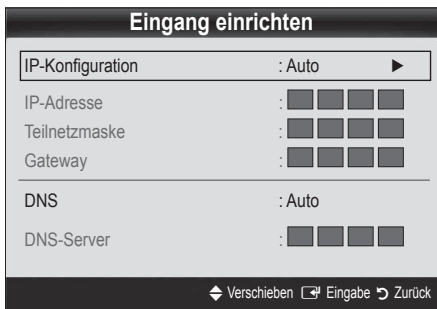 Eingang einrichten
IP-Konfiguration : Auto ►
IP-Adresse :
Teilnetzmaske :
Gateway :
DNS : Auto
DNS-Server :
Verschieben Eingabe Zurück